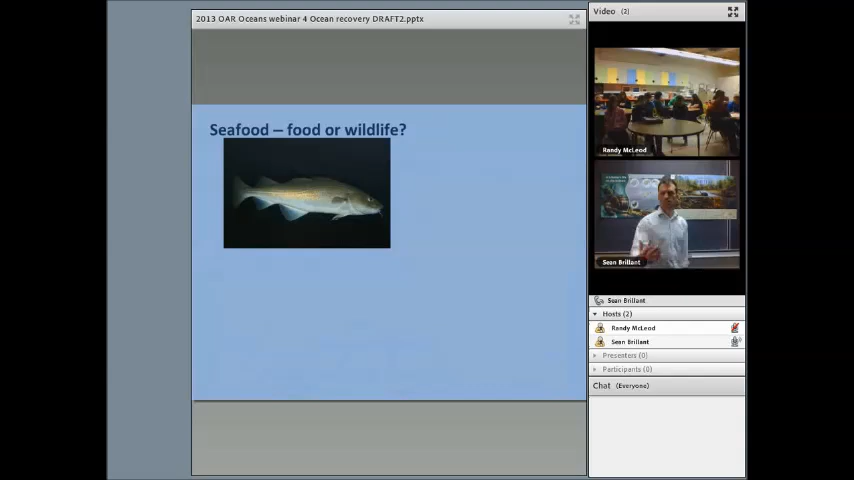 2013 OAR Oceans webinar 4 Ocean recovery DRAFT2.pptx
Seafood – food or wildlife?
Video (2)
Randy McLeod
Sean Brillant
Sean Brillant
Hosts (2)
Randy McLeod
Sean Brillant
Presenters (0)
Participants (0)
Chat (Everyone)